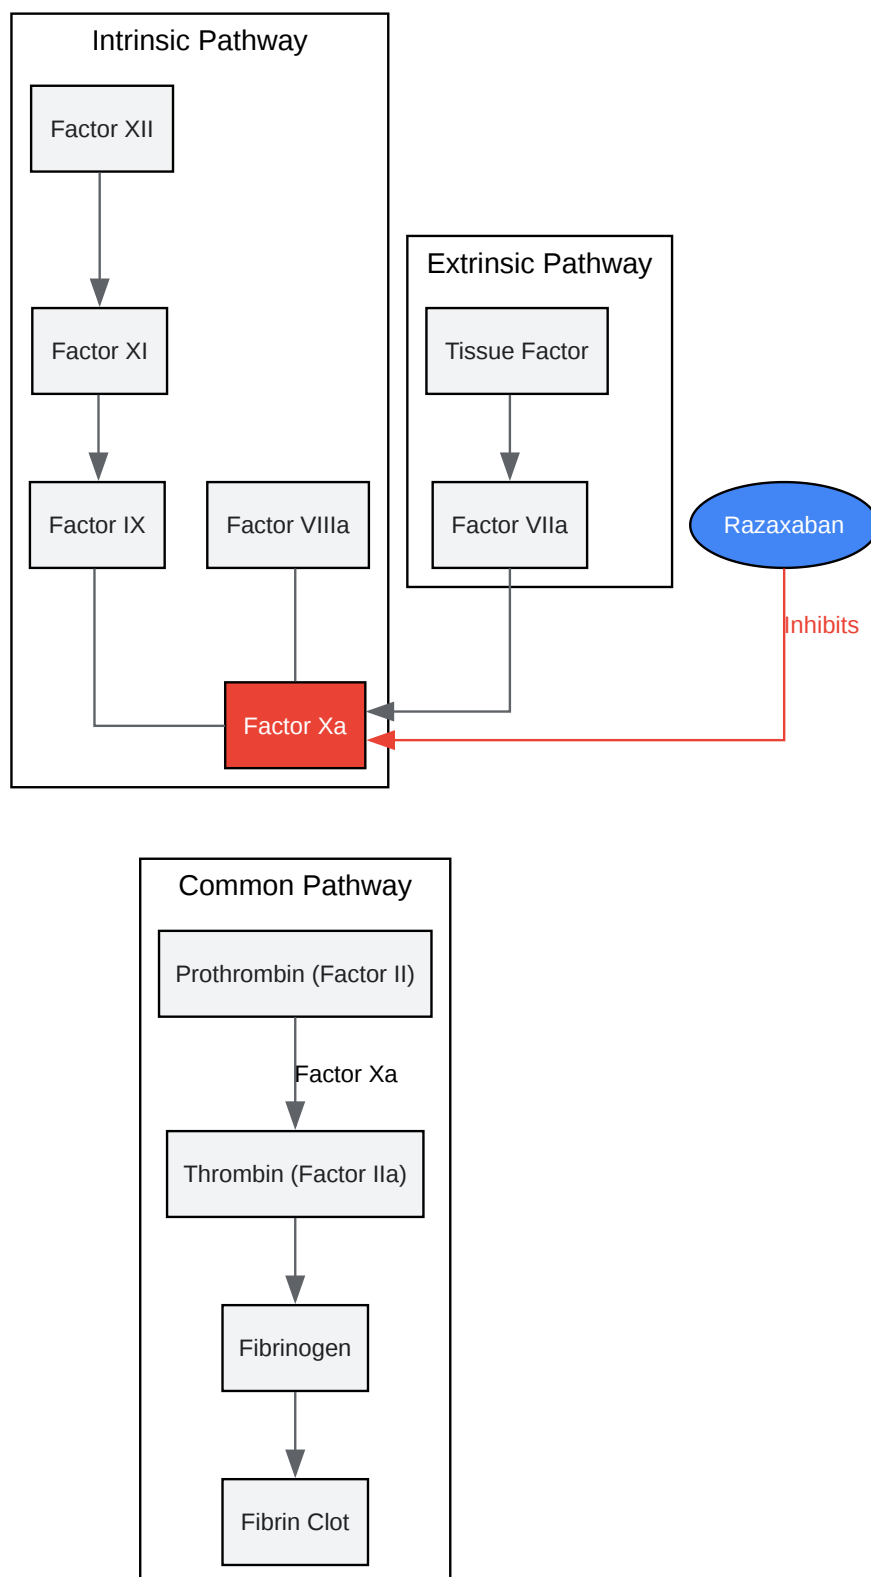 Intrinsic Pathway
Factor XII
Extrinsic Pathway
Factor XI
Tissue Factor
Factor IX
Factor VIIIa
Factor VIIa
Razaxaban
Inhibits
Factor Xa
Common Pathway
Prothrombin (Factor II)
Factor Xa
Thrombin (Factor IIa)
Fibrinogen
Fibrin Clot